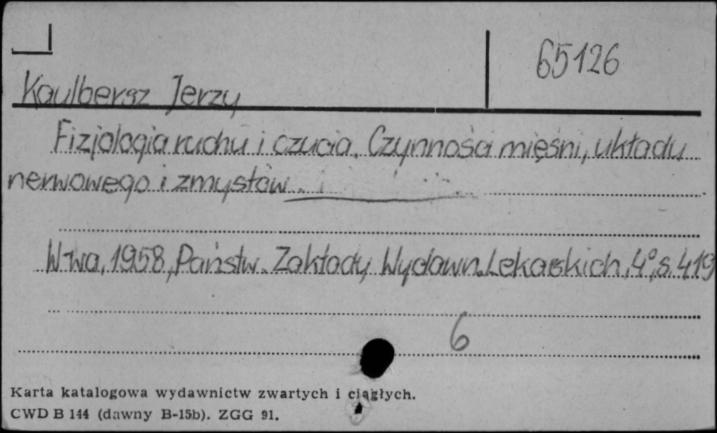 65126
Kaulbersz Jerzy
Fizjologia ruchu i czucia. Czynności mięśni, układu
nerwowego i zmysłów
W-wa, 1958, Państw. Zakłady Wydawn. Lekarskich, 4°, s. 419
6
Karta katalogowa wydawnictw zwartych i ciągłych.
CWD B 144 (dawny B-15b). ZGG 91.